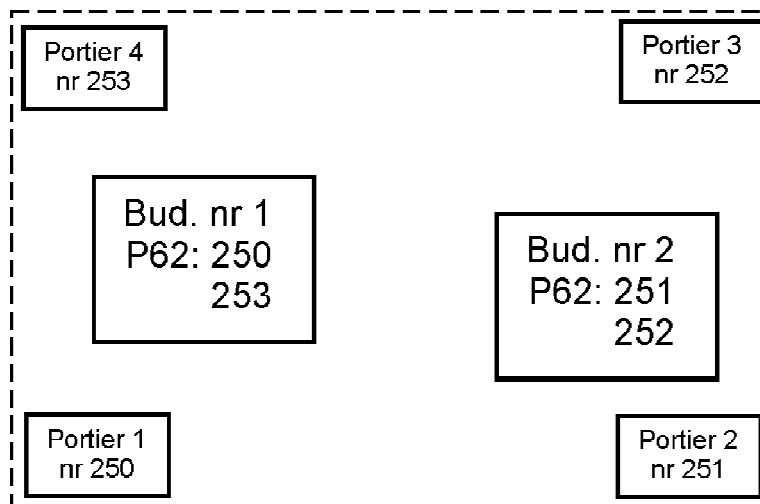 Portier 4
nr 253
Portier 3
nr 252
Bud. nr 1
P62: 250
253
Bud. nr 2
P62: 251
252
Portier 1
nr 250
Portier 2
nr 251